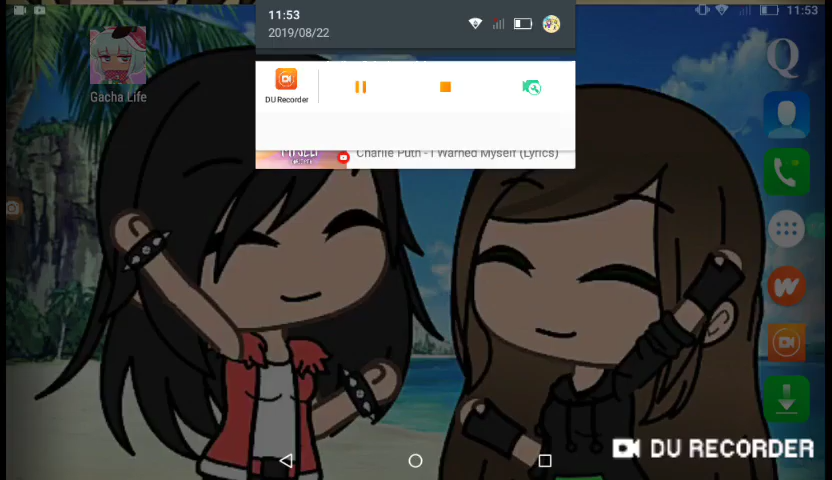 11:53
2019/08/22
11:53
Gacha Life
DU Recorder
Charlie Puth - I Warned Myself (Lyrics)
DU RECORDER